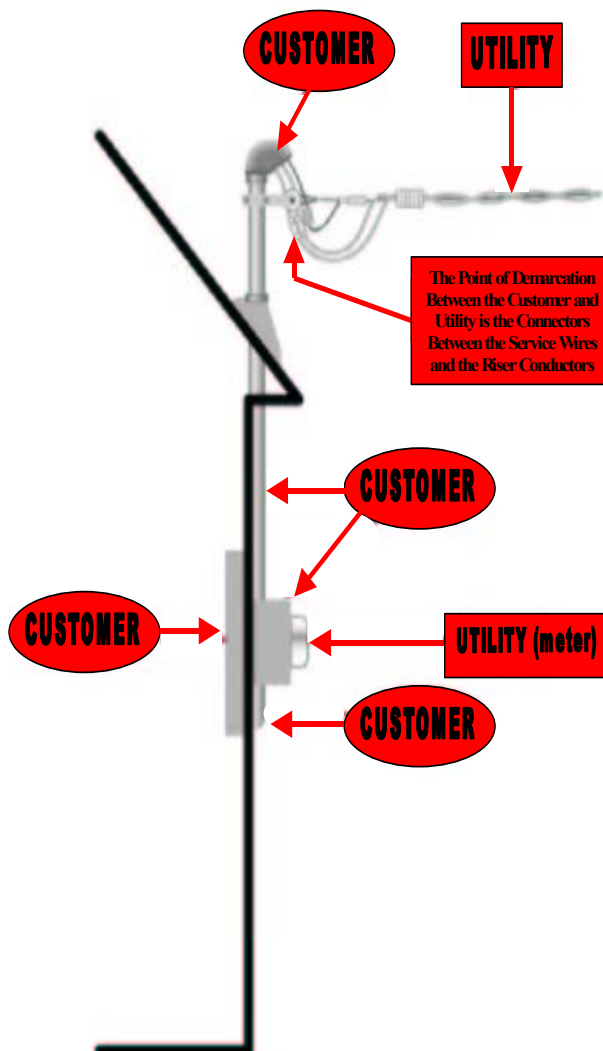 CUSTOMER
UTILITY
The Point of Demarcation
Between the Customer and
Utility is the Connectors
Between the Service Wires
and the Riser Conductors
CUSTOMER
CUSTOMER
UTILITY (meter)
CUSTOMER